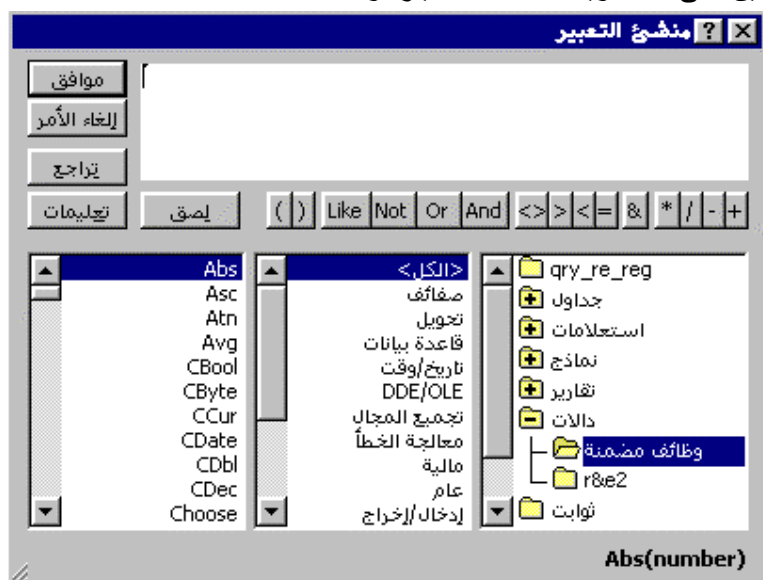 منشئ التعبير
موافق
إلغاء الأمر
تراجع
تعليمات
لصق
( ) Like Not Or And <> > < = & * / - +
qry_re_reg
جداول
استعلامات
نماذج
تقارير
دالات
وظائف مضمنة
r&e2
ثوابت
<الكل>
صفائف
تحويل
قاعدة بيانات
تاريخ/وقت
DDE/OLE
تجميع المجال
معالجة الخطأ
مالية
عام
إدخال/إخراج
Abs
Asc
Atn
Avg
CBool
CByte
CCur
CDate
CDbl
CDec
Choose
Abs(number)